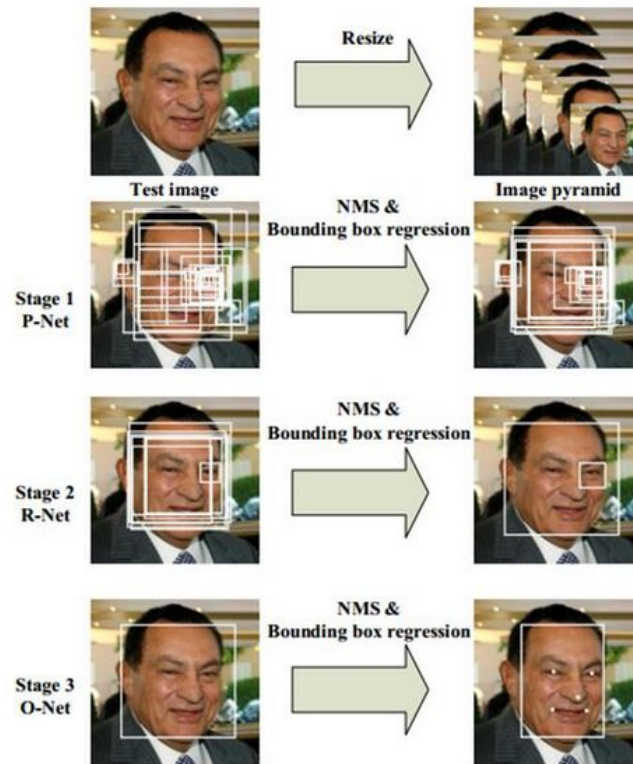 Resize
Test image
Image pyramid
NMS &
Bounding box regression
Stage 1
P-Net
NMS &
Bounding box regression
Stage 2
R-Net
NMS &
Bounding box regression
Stage 3
O-Net